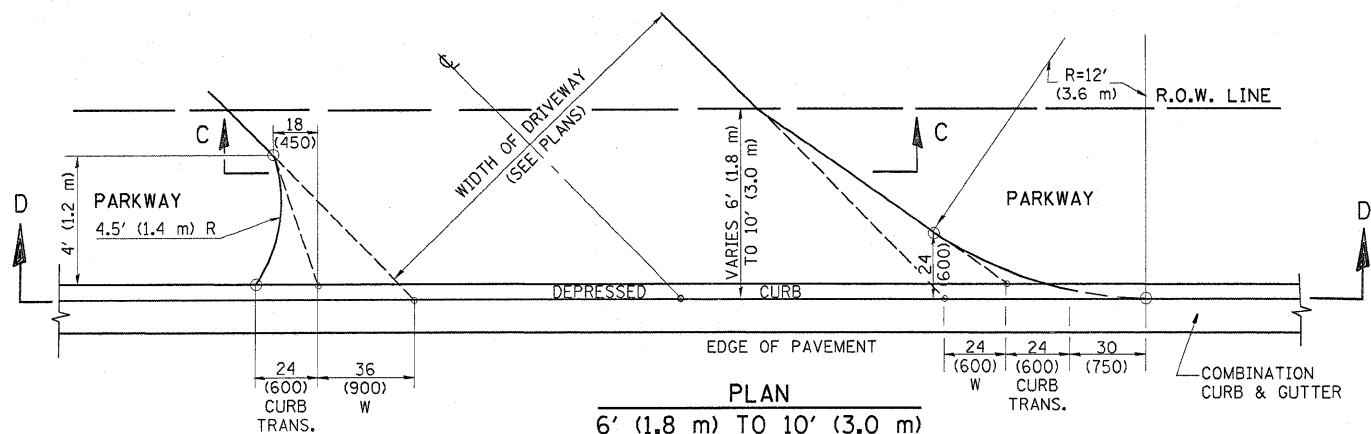 18
(450)
C
4' (1.2 m)
PARKWAY
4.5' (1.4 m) R
D
24
(600)
CURB
TRANS.
36
(900)
W
℄
WIDTH OF DRIVEWAY
(SEE PLANS)
VARIES 6' (1.8 m)
TO 10' (3.0 m)
DEPRESSED CURB
EDGE OF PAVEMENT
R=12'
(3.6 m)
R.O.W. LINE
C
PARKWAY
24
(600)
D
24
(600)
W
24
(600)
CURB
TRANS.
30
(750)
COMBINATION
CURB & GUTTER
PLAN
6' (1.8 m) TO 10' (3.0 m)